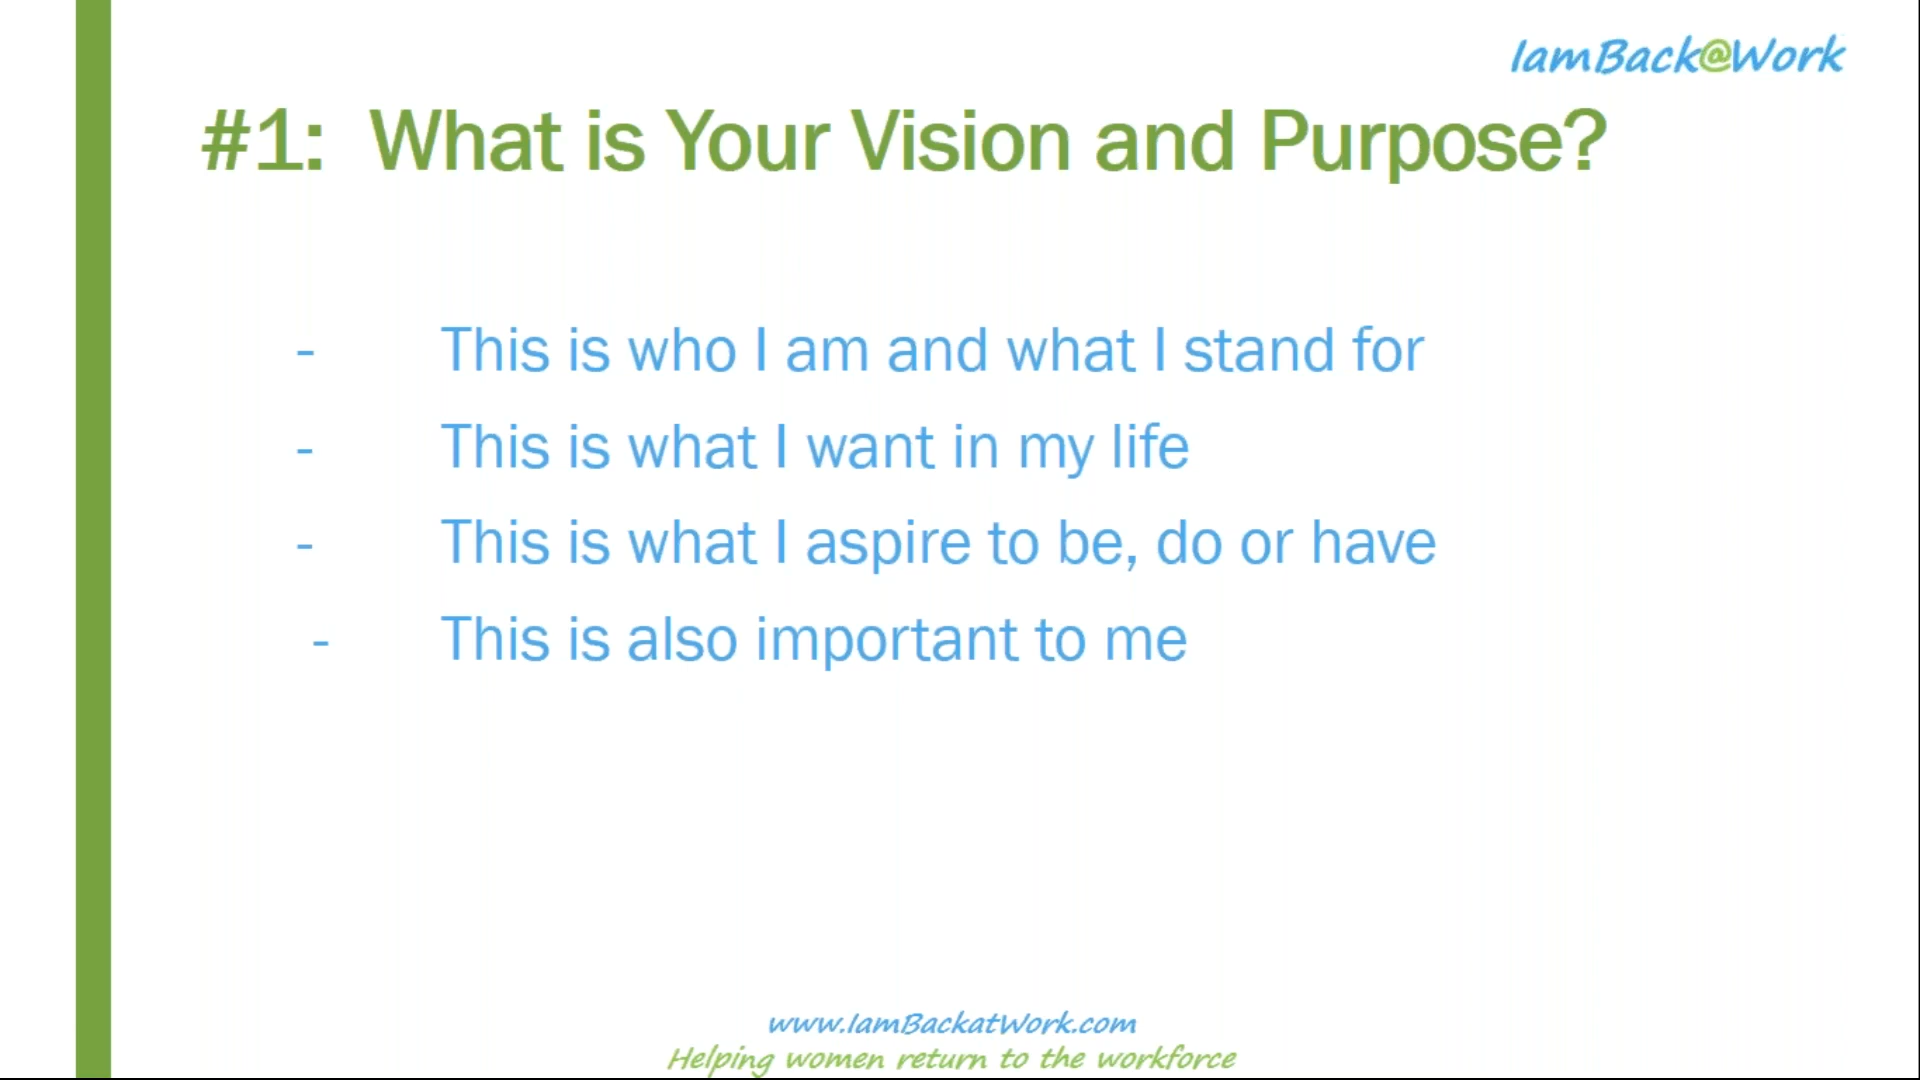 IamBack@Work
#1: What is Your Vision and Purpose?
- This is who I am and what I stand for
- This is what I want in my life
- This is what I aspire to be, do or have
- This is also important to me
www.IamBackatWork.com
Helping women return to the workforce